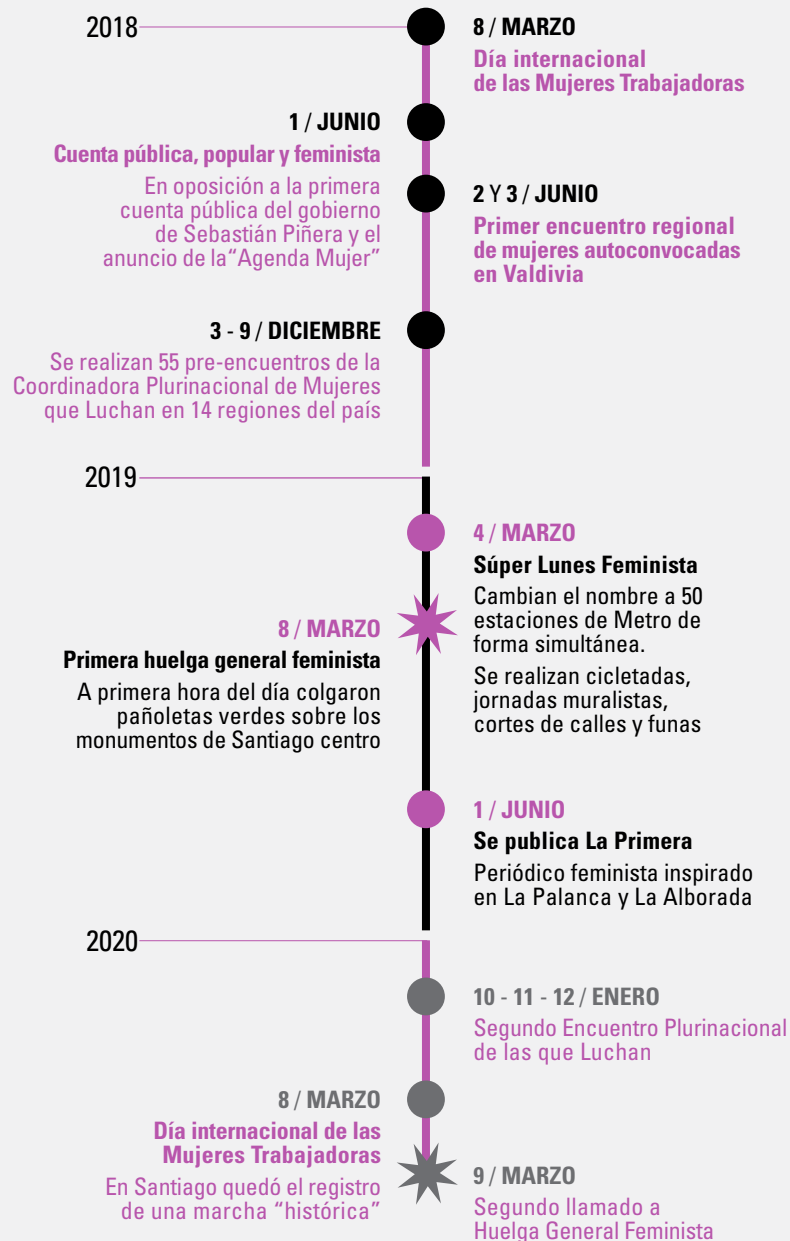 2018
8 / MARZO
Día internacional
de las Mujeres Trabajadoras
1 / JUNIO
Cuenta pública, popular y feminista
En oposición a la primera
cuenta pública del gobierno
de Sebastián Piñera y el
anuncio de la“Agenda Mujer”
2 Y 3 / JUNIO
Primer encuentro regional
de mujeres autoconvocadas
en Valdivia
3 - 9 / DICIEMBRE
Se realizan 55 pre-encuentros de la
Coordinadora Plurinacional de Mujeres
que Luchan en 14 regiones del país
2019
4 / MARZO
Súper Lunes Feminista
Cambian el nombre a 50
estaciones de Metro de
forma simultánea.
Se realizan cicletadas,
jornadas muralistas,
cortes de calles y funas
8 / MARZO
Primera huelga general feminista
A primera hora del día colgaron
pañoletas verdes sobre los
monumentos de Santiago centro
1 / JUNIO
Se publica La Primera
Periódico feminista inspirado
en La Palanca y La Alborada
2020
10 - 11 - 12 / ENERO
Segundo Encuentro Plurinacional
de las que Luchan
8 / MARZO
Día internacional de las
Mujeres Trabajadoras
En Santiago quedó el registro
de una marcha “histórica”
9 / MARZO
Segundo llamado a
Huelga General Feminista